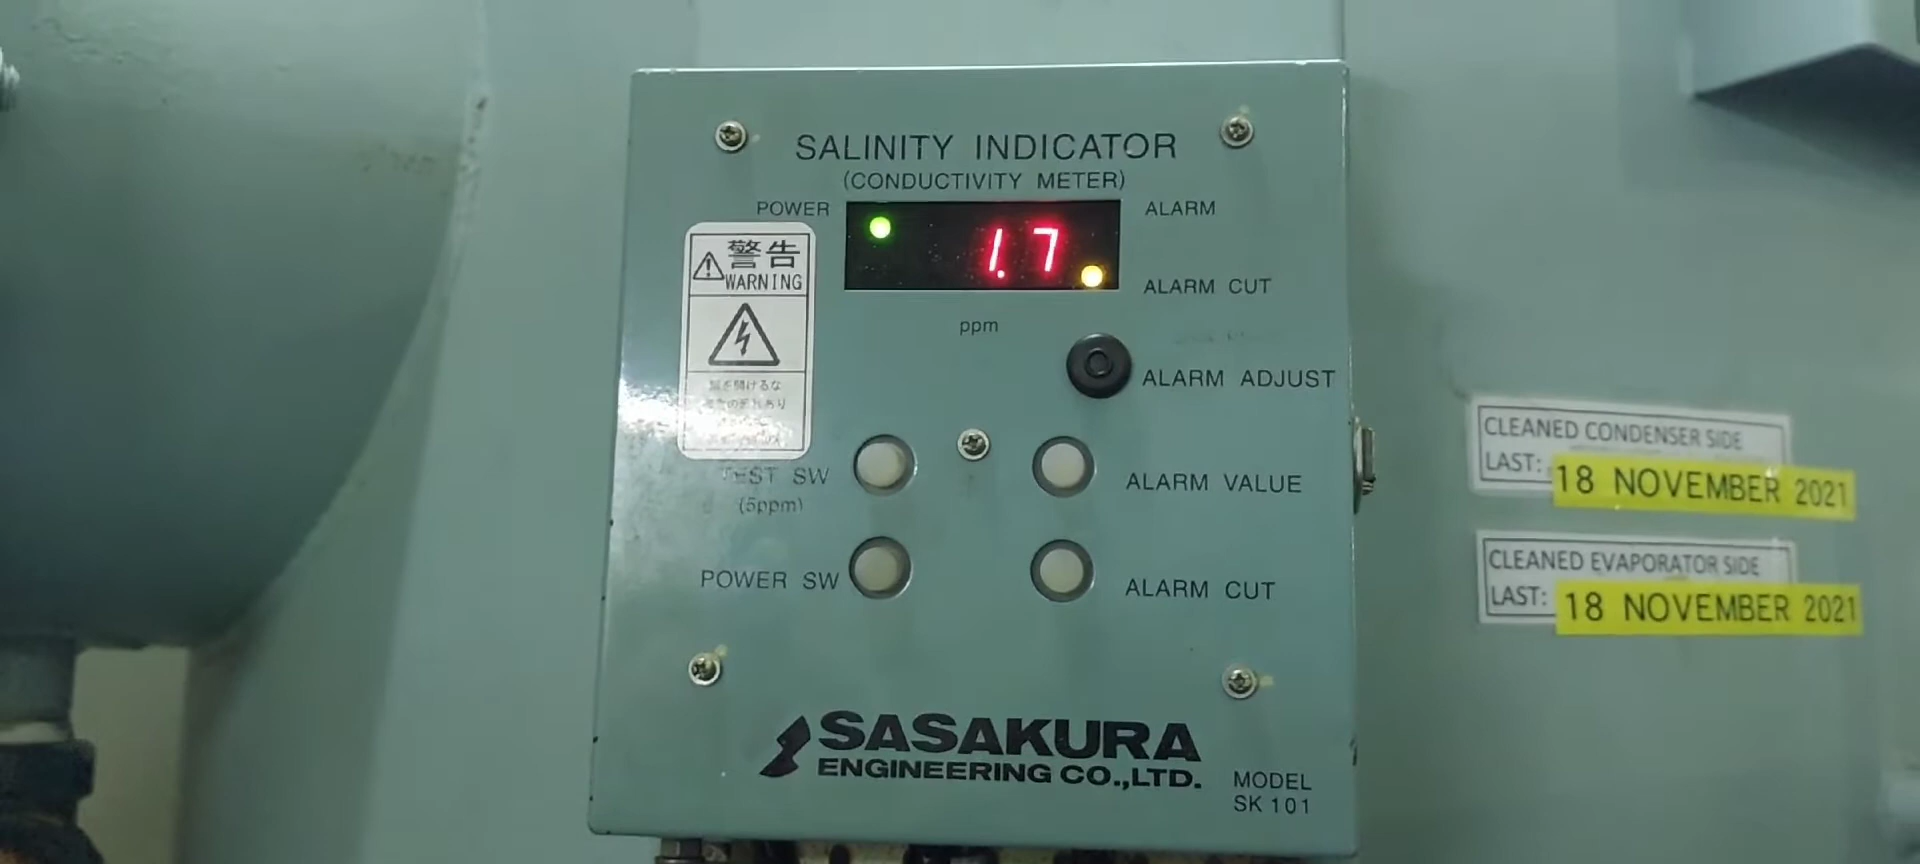 SALINITY INDICATOR
(CONDUCTIVITY METER)
POWER
ALARM
1.7
ALARM CUT
ppm
警告
WARNING
ALARM ADJUST
TEST SW
(5ppm)
ALARM VALUE
POWER SW
ALARM CUT
SASAKURA
ENGINEERING CO.,LTD.
MODEL
SK 101
CLEANED CONDENSER SIDE
LAST: 18 NOVEMBER 2021
CLEANED EVAPORATOR SIDE
LAST: 18 NOVEMBER 2021